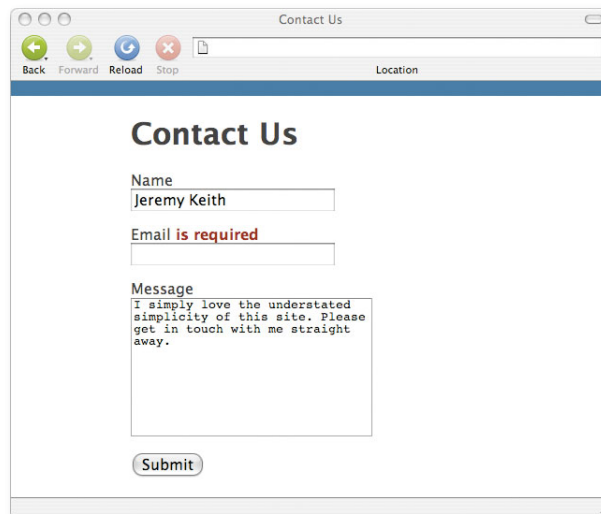 Contact Us
Back Forward Reload Stop Location
Contact Us
Name
Jeremy Keith
Email is required
Message
I simply love the understated
simplicity of this site. Please
get in touch with me straight
away.
Submit